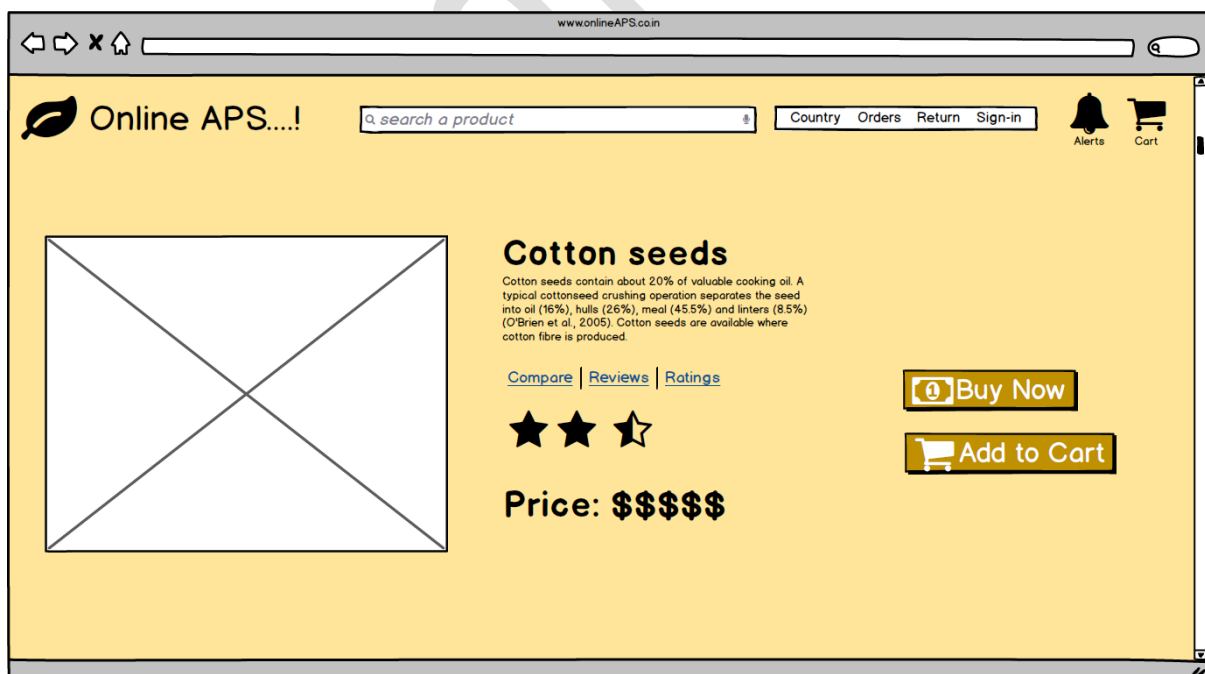 www.onlineAPS.co.in
Online APS....!
search a product
Country Orders Return Sign-in
Alerts
Cart
Cotton seeds
Cotton seeds contain about 20% of valuable cooking oil. A
typical cottonseed crushing operation separates the seed
into oil (16%), hulls (26%), meal (45.5%) and linters (8.5%)
(O'Brien et al., 2005). Cotton seeds are available where
cotton fibre is produced.
Compare | Reviews | Ratings
1 Buy Now
Add to Cart
Price: $$$$$